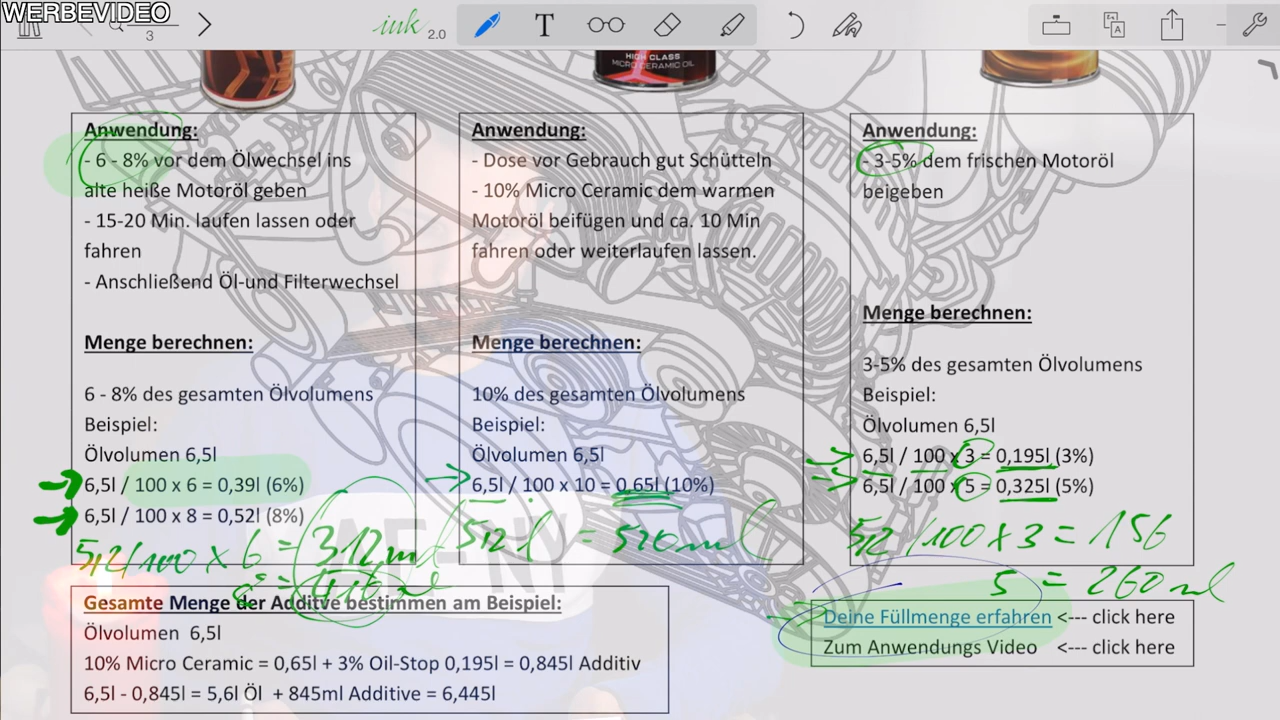 WERBEVIDEO
3
ink 2.0
T
HIGH CLASS
MICRO CERAMIC OIL
Anwendung:
- 6 - 8% vor dem Ölwechsel ins
alte heiße Motoröl geben
- 15-20 Min. laufen lassen oder
fahren
- Anschließend Öl-und Filterwechsel
Menge berechnen:
6 - 8% des gesamten Ölvolumens
Beispiel:
Ölvolumen 6,5l
6,5l / 100 x 6 = 0,39l (6%)
6,5l / 100 x 8 = 0,52l (8%)
5,2/100 x 6 = 312ml
8 = 416ml
Anwendung:
- Dose vor Gebrauch gut Schütteln
- 10% Micro Ceramic dem warmen
Motoröl beifügen und ca. 10 Min
fahren oder weiterlaufen lassen.
Menge berechnen:
10% des gesamten Ölvolumens
Beispiel:
Ölvolumen 6,5l
6,5l / 100 x 10 = 0,65l (10%)
5,2 l = 520ml
Anwendung:
- 3-5% dem frischen Motoröl
beigeben
Menge berechnen:
3-5% des gesamten Ölvolumens
Beispiel:
Ölvolumen 6,5l
6,5l / 100 x 3 = 0,195l (3%)
6,5l / 100 x 5 = 0,325l (5%)
5,2 /100 x 3 = 156
5 = 260ml
Gesamte Menge der Additve bestimmen am Beispiel:
Ölvolumen 6,5l
10% Micro Ceramic = 0,65l + 3% Oil-Stop 0,195l = 0,845l Additiv
6,5l - 0,845l = 5,6l Öl + 845ml Additive = 6,445l
Deine Füllmenge erfahren <--- click here
Zum Anwendungs Video <--- click here